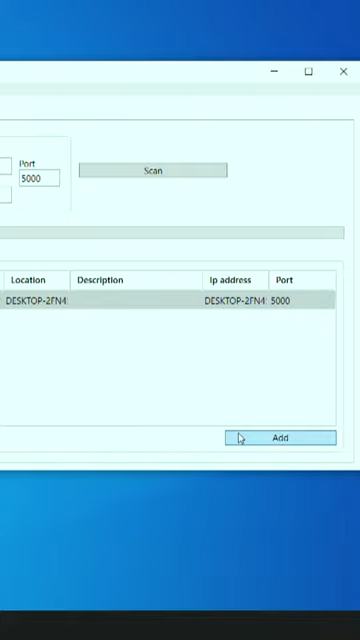 Port
5000
Scan
Location Description Ip address Port
DESKTOP-2FN4 DESKTOP-2FN4 5000
Add